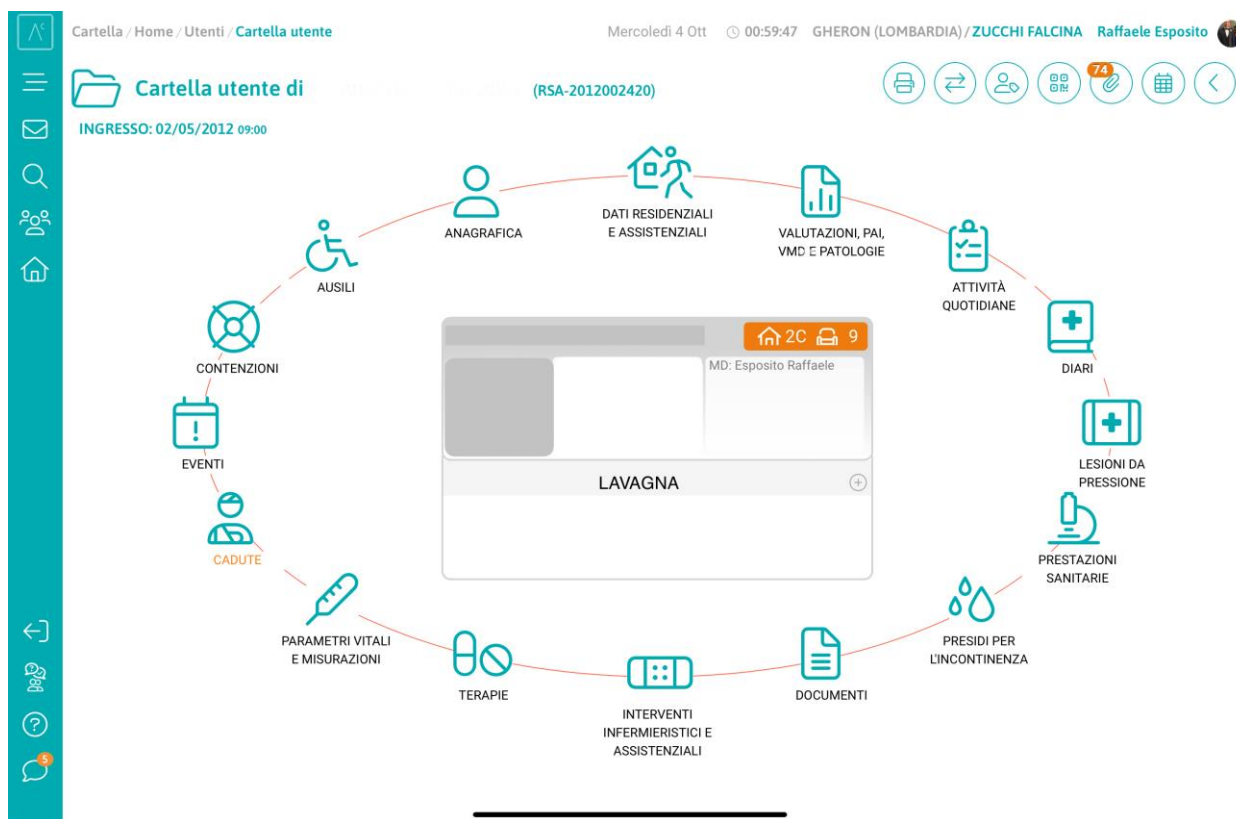 Cartella / Home / Utenti / Cartella utente
Mercoledì 4 Ott 00:59:47 GHERON (LOMBARDIA) / ZUCCHI FALCINA Raffaele Esposito
Cartella utente di (RSA-2012002420)
74
INGRESSO: 02/05/2012 09:00
DATI RESIDENZIALI
E ASSISTENZIALI
ANAGRAFICA
VALUTAZIONI, PAI,
VMD E PATOLOGIE
AUSILI
ATTIVITÀ
QUOTIDIANE
2C 9
CONTENZIONI
MD: Esposito Raffaele
DIARI
EVENTI
LESIONI DA
PRESSIONE
LAVAGNA
CADUTE
PRESTAZIONI
SANITARIE
PARAMETRI VITALI
E MISURAZIONI
PRESIDI PER
L'INCONTINENZA
TERAPIE
DOCUMENTI
INTERVENTI
INFERMIERISTICI E
ASSISTENZIALI
5